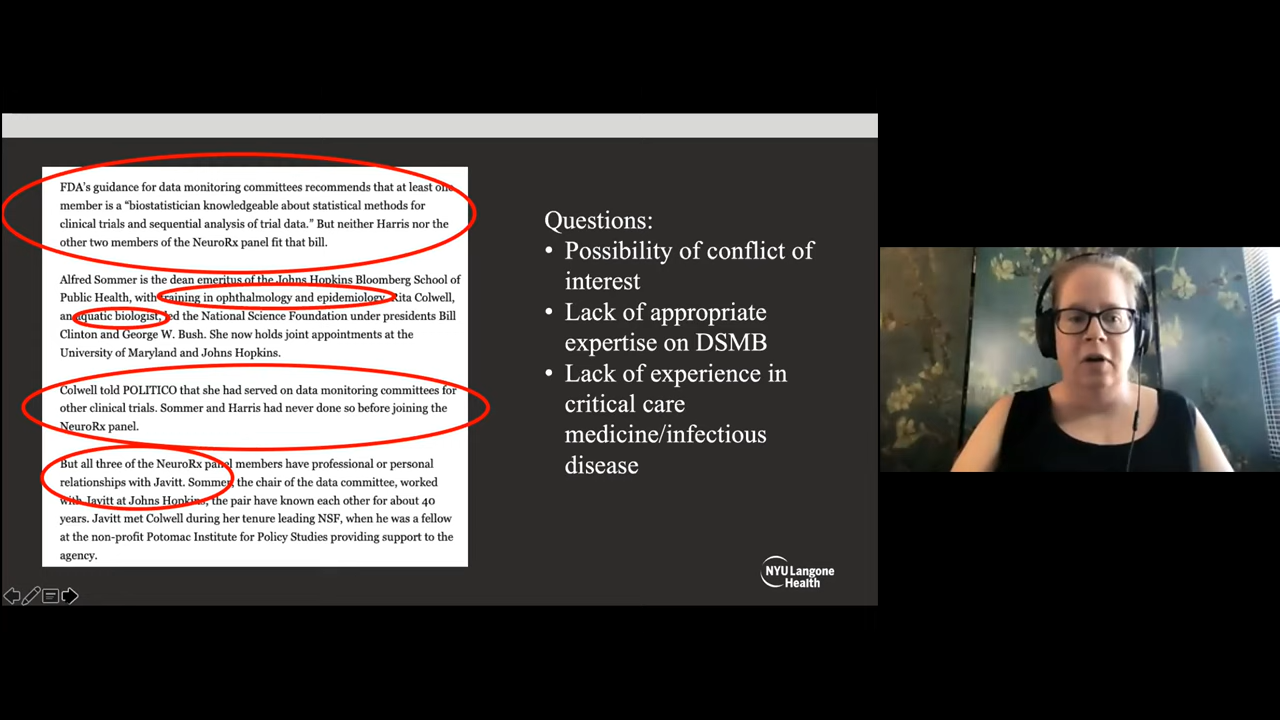 FDA's guidance for data monitoring committees recommends that at least one
member is a “biostatistician knowledgeable about statistical methods for
clinical trials and sequential analysis of trial data.” But neither Harris nor the
other two members of the NeuroRx panel fit that bill.
Alfred Sommer is the dean emeritus of the Johns Hopkins Bloomberg School of
Public Health, with training in ophthalmology and epidemiology. Rita Colwell,
an aquatic biologist, led the National Science Foundation under presidents Bill
Clinton and George W. Bush. She now holds joint appointments at the
University of Maryland and Johns Hopkins.
Colwell told POLITICO that she had served on data monitoring committees for
other clinical trials. Sommer and Harris had never done so before joining the
NeuroRx panel.
But all three of the NeuroRx panel members have professional or personal
relationships with Javitt. Sommer, the chair of the data committee, worked
with Javitt at Johns Hopkins; the pair have known each other for about 40
years. Javitt met Colwell during her tenure leading NSF, when he was a fellow
at the non-profit Potomac Institute for Policy Studies providing support to the
agency.
Questions:
• Possibility of conflict of
interest
• Lack of appropriate
expertise on DSMB
• Lack of experience in
critical care
medicine/infectious
disease
NYU Langone
Health